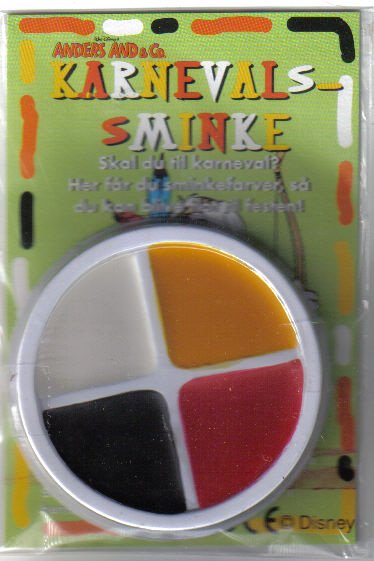 Walt Disney's
ANDERS AND & Co.
KARNEVALS-
SMINKE
Skal du til karneval?
Her får du sminkefarver, så
du kan til festen!
CE © Disney